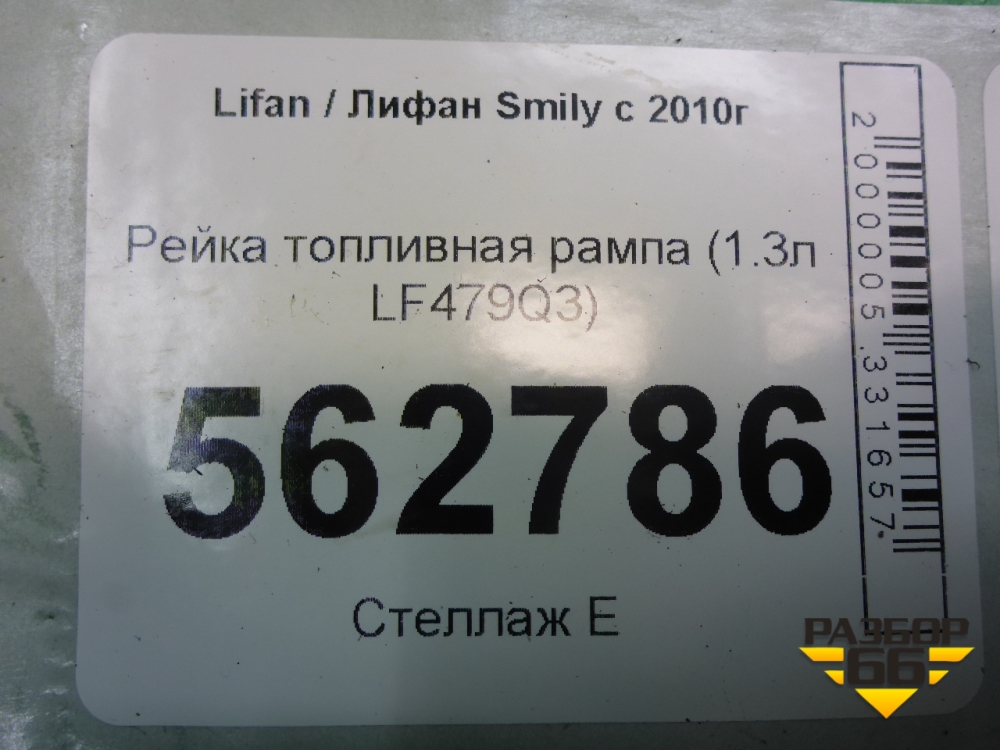 Lifan / Лифан Smily с 2010г
Рейка топливная рампа (1.3л
LF479Q3)
562786
Стеллаж Е
2000005331657
РАЗБОР
66